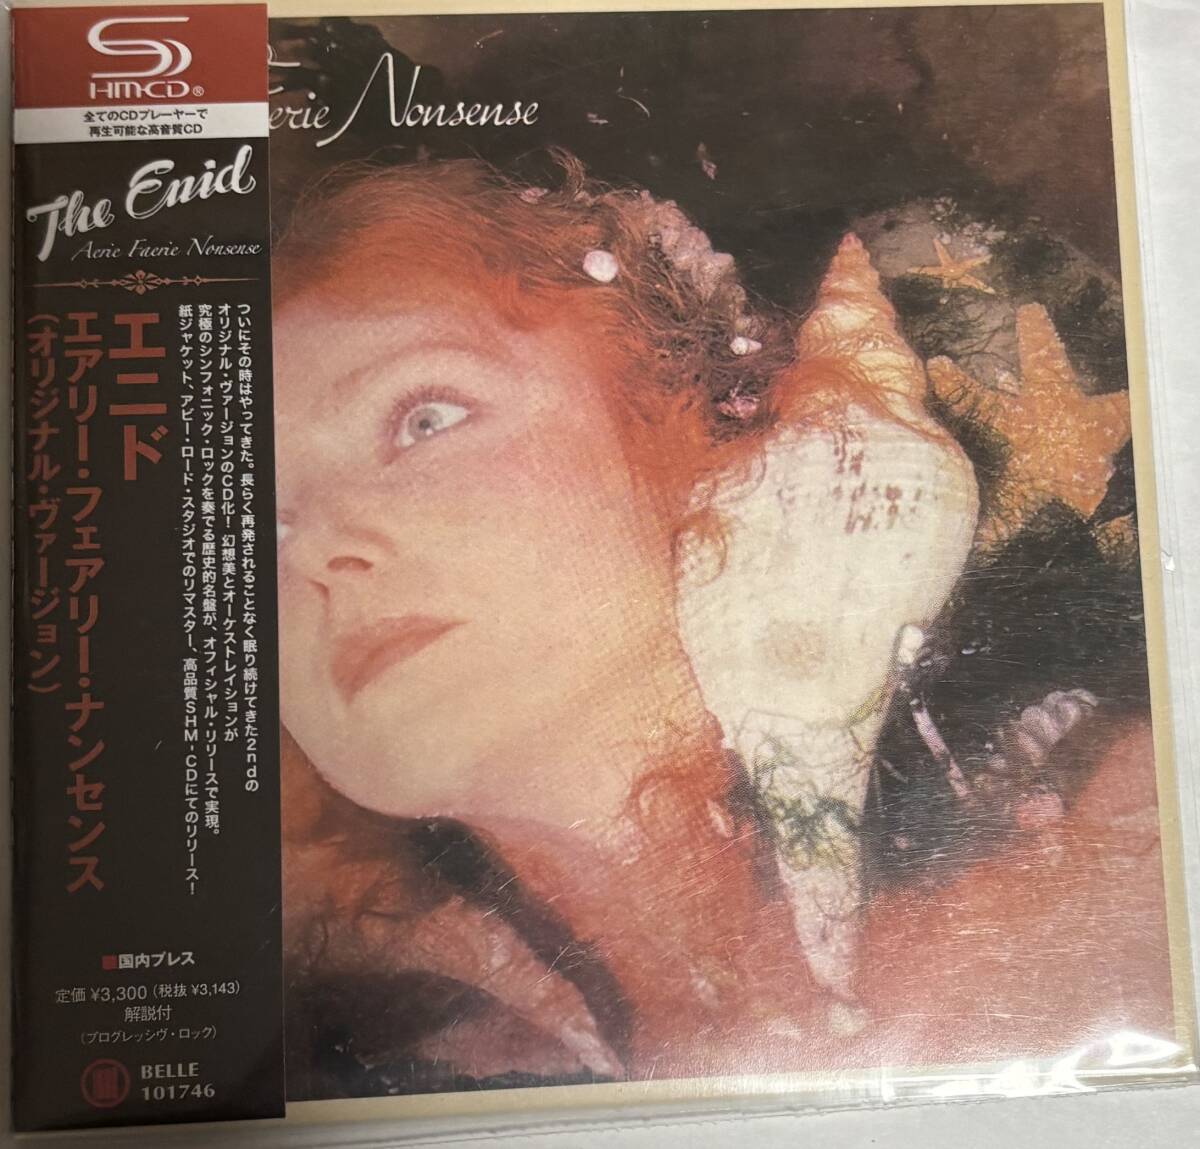 SHM-CD®
全てのCDプレーヤーで
再生可能な高音質CD
The Enid
Aerie Faerie Nonsense
エニド
エアリー・フェアリー・ナンセンス
(オリジナル・ヴァージョン)
ついにその時はやってきた。長らく再発されることなく眠り続けてきた2ndの
オリジナル・ヴァージョンのCD化! 幻想美とオーケストレイションが
究極のシンフォニック・ロックを奏でる歴史的名盤が、オフィシャル・リリースで実現。
紙ジャケット、アビー・ロード・スタジオでのリマスター、高品質SHM-CDにてのリリース!
■国内プレス
定価 ¥3,300 (税抜 ¥3,143)
解説付
(プログレッシヴ・ロック)
BELLE
101746
Faerie Nonsense